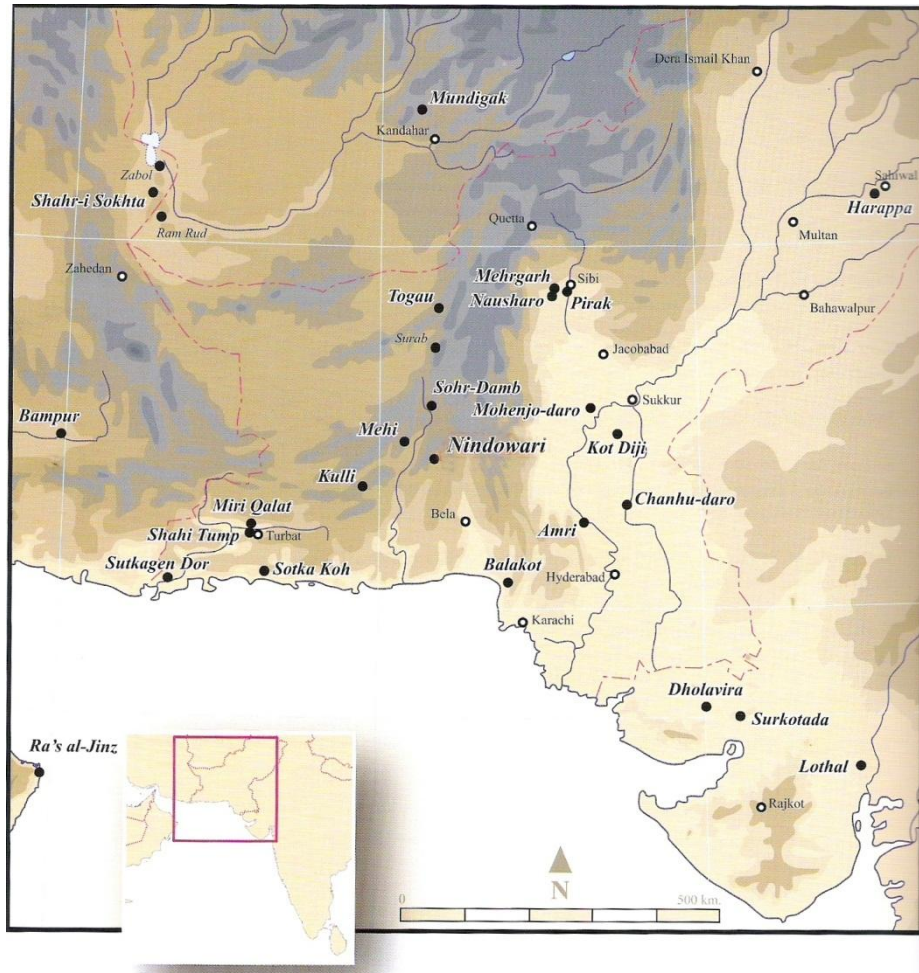 Dera Ismail Khan
Mundigak
Kandahar
Zabol
Shahr-i Sokhta
Ram Rud
Sahiwal
Harappa
Quetta
Multan
Zahedan
Mehrgarh
Sibi
Nausharo
Pirak
Bahawalpur
Togau
Surab
Jacobabad
Sohr-Damb
Mohenjo-daro
Sukkur
Bampur
Mehi
Nindowari
Kot Diji
Kulli
Miri Qalat
Chanhu-daro
Bela
Amri
Shahi Tump
Turbat
Sutkagen Dor
Sotka Koh
Balakot
Hyderabad
Karachi
Dholavira
Surkotada
Ra's al-Jinz
Lothal
Rajkot
N
0
500 km.